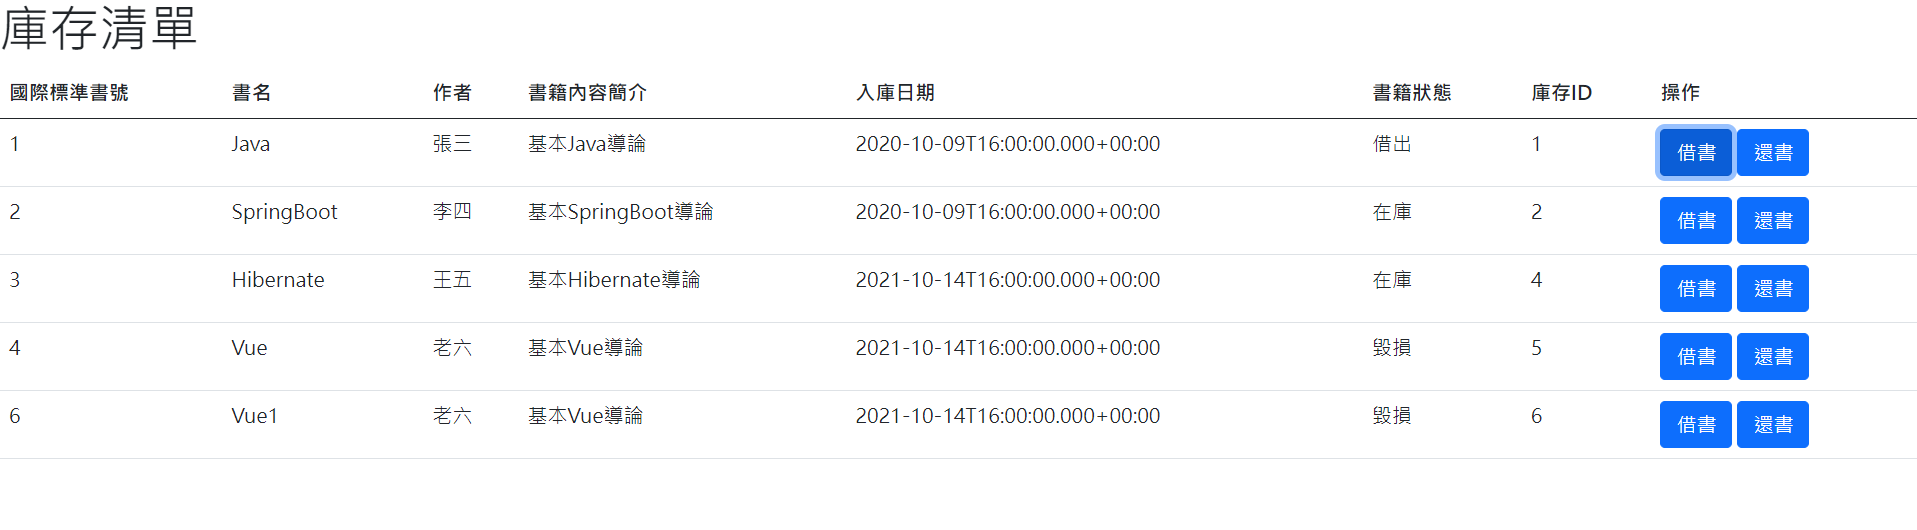 庫存清單
國際標準書號 書名 作者 書籍內容簡介 入庫日期 書籍狀態 庫存ID 操作
1 Java 張三 基本Java導論 2020-10-09T16:00:00.000+00:00 借出 1 借書 還書
2 SpringBoot 李四 基本SpringBoot導論 2020-10-09T16:00:00.000+00:00 在庫 2 借書 還書
3 Hibernate 王五 基本Hibernate導論 2021-10-14T16:00:00.000+00:00 在庫 4 借書 還書
4 Vue 老六 基本Vue導論 2021-10-14T16:00:00.000+00:00 毀損 5 借書 還書
6 Vue1 老六 基本Vue導論 2021-10-14T16:00:00.000+00:00 毀損 6 借書 還書